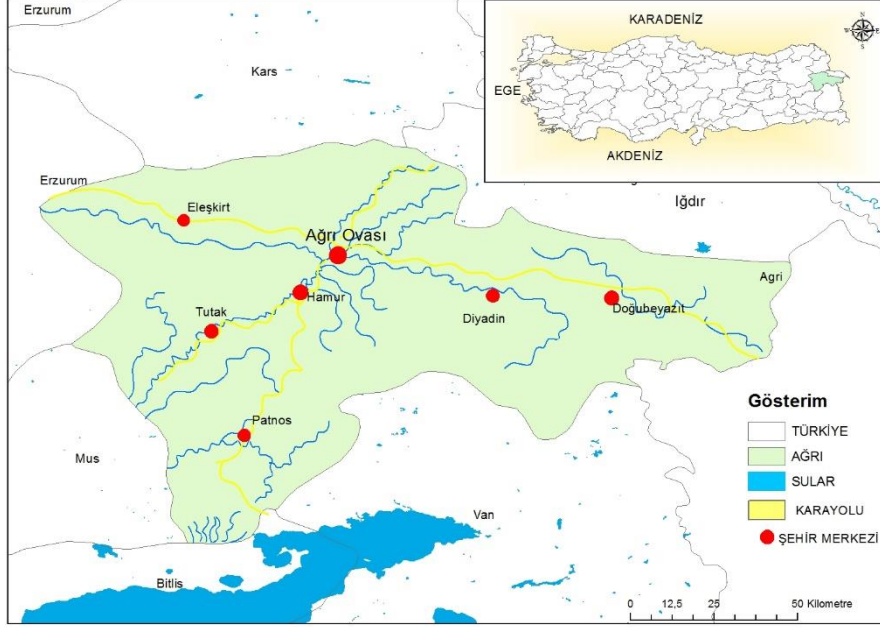 Erzurum
Kars
KARADENİZ
N
W
E
S
EGE
AKDENİZ
Iğdır
Erzurum
Eleşkirt
Ağrı Ovası
Agri
Hamur
Tutak
Diyadin
Doğubeyazıt
Patnos
Mus
Van
Bitlis
Gösterim
TÜRKİYE
AĞRI
SULAR
KARAYOLU
ŞEHİR MERKEZİ
0 12,5 25 50 Kilometre